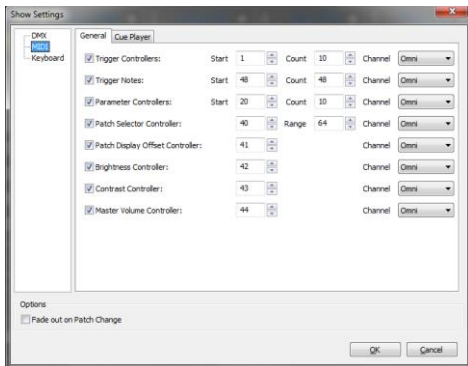 Show Settings
DMX
MIDI
Keyboard
General Cue Player
Trigger Controllers: Start 1 Count 10 Channel Omni
Trigger Notes: Start 48 Count 48 Channel Omni
Parameter Controllers: Start 20 Count 10 Channel Omni
Patch Selector Controller: 40 Range 64 Channel Omni
Patch Display Offset Controller: 41 Channel Omni
Brightness Controller: 42 Channel Omni
Contrast Controller: 43 Channel Omni
Master Volume Controller: 44 Channel Omni
Options
Fade out on Patch Change
OK Cancel